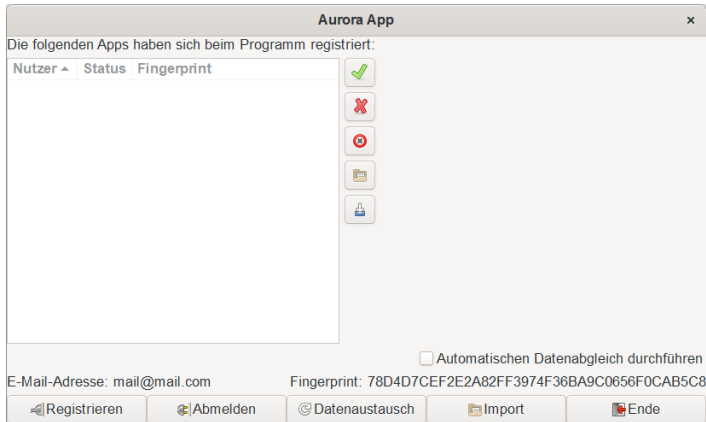 Aurora App ×
Die folgenden Apps haben sich beim Programm registriert:
Nutzer Status Fingerprint
Automatischen Datenabgleich durchführen
E-Mail-Adresse: mail@mail.com Fingerprint: 78D4D7CEF2E2A82FF3974F36BA9C0656F0CAB5C8
Registrieren Abmelden Datenaustausch Import Ende